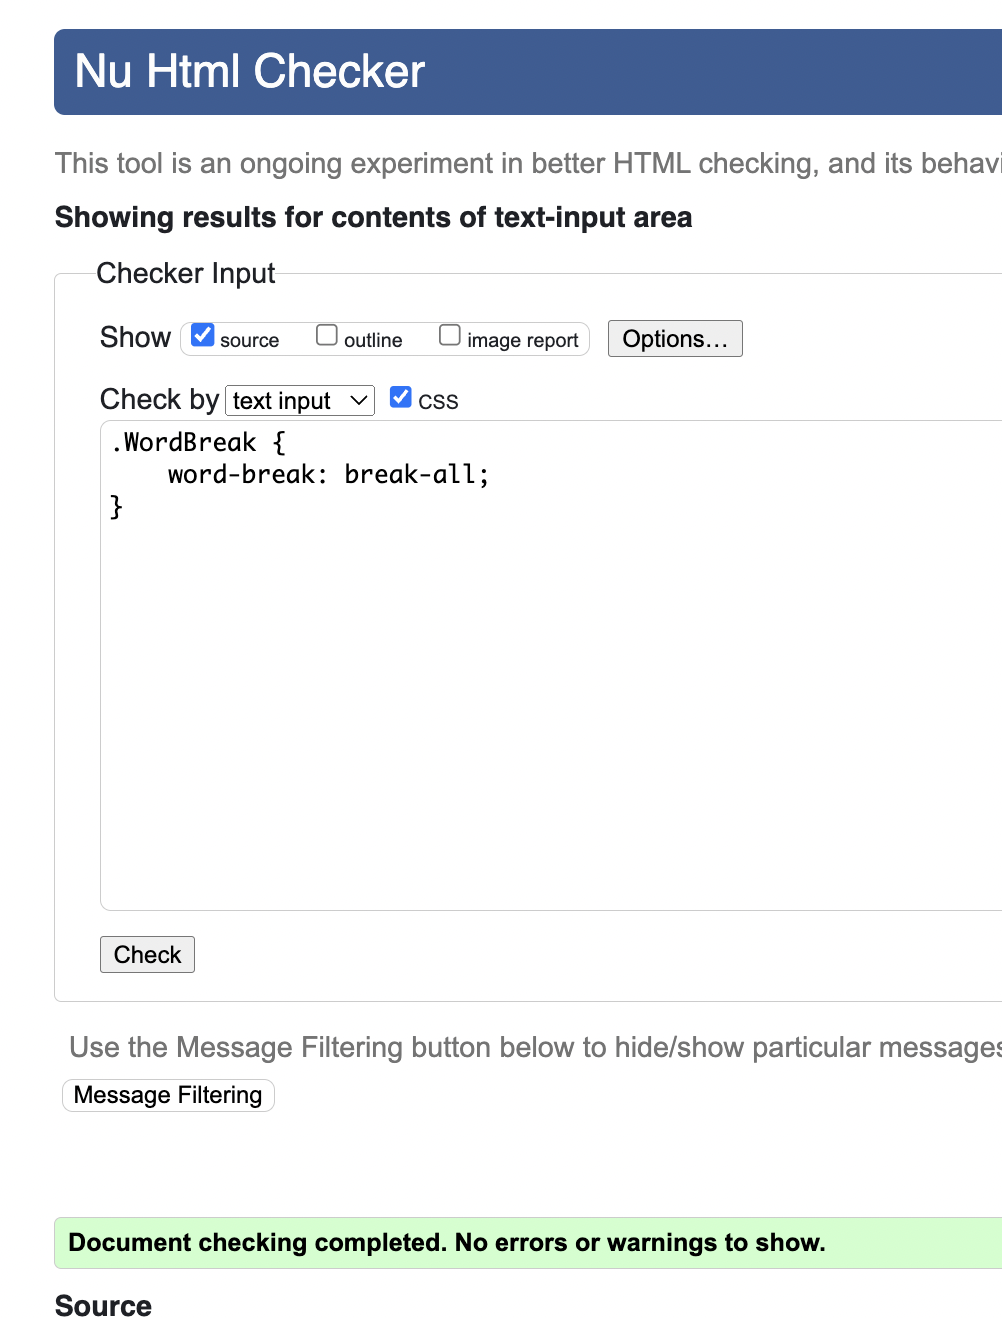 Nu Html Checker
This tool is an ongoing experiment in better HTML checking, and its behavi
Showing results for contents of text-input area
Checker Input
Show source outline image report Options…
Check by text input CSS
.WordBreak {
    word-break: break-all;
}
Check
Use the Message Filtering button below to hide/show particular messages
Message Filtering
Document checking completed. No errors or warnings to show.
Source